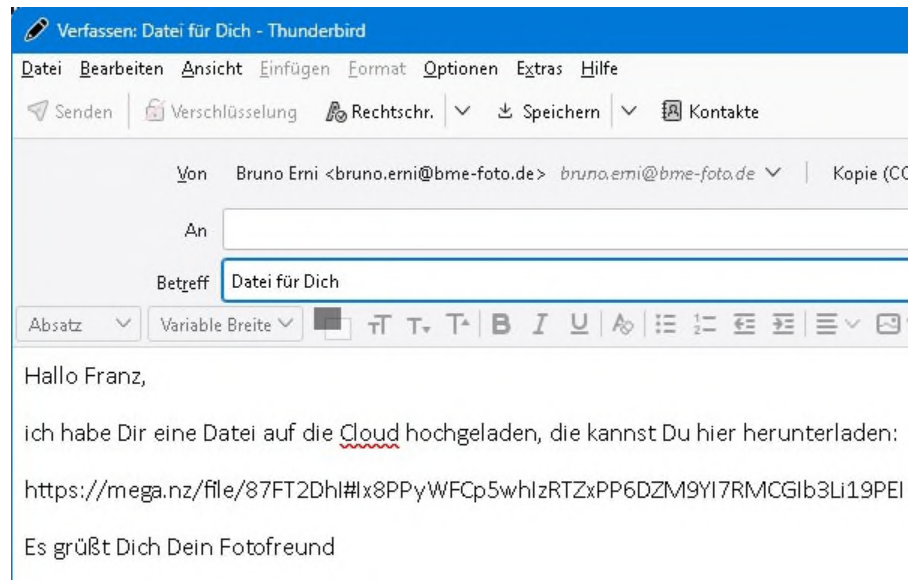 Verfassen: Datei für Dich - Thunderbird
Datei Bearbeiten Ansicht Einfügen Format Optionen Extras Hilfe
Senden Verschlüsselung Rechtschr. Speichern Kontakte
Von Bruno Erni <bruno.erni@bme-foto.de> bruno.erni@bme-foto.de Kopie (CC
An
Betreff Datei für Dich
Absatz Variable Breite
Hallo Franz,
ich habe Dir eine Datei auf die Cloud hochgeladen, die kannst Du hier herunterladen:
https://mega.nz/file/87FT2DhI#Ix8PPyWFCp5whIzRTZxPP6DZM9YI7RMCGIb3Li19PEI
Es grüßt Dich Dein Fotofreund